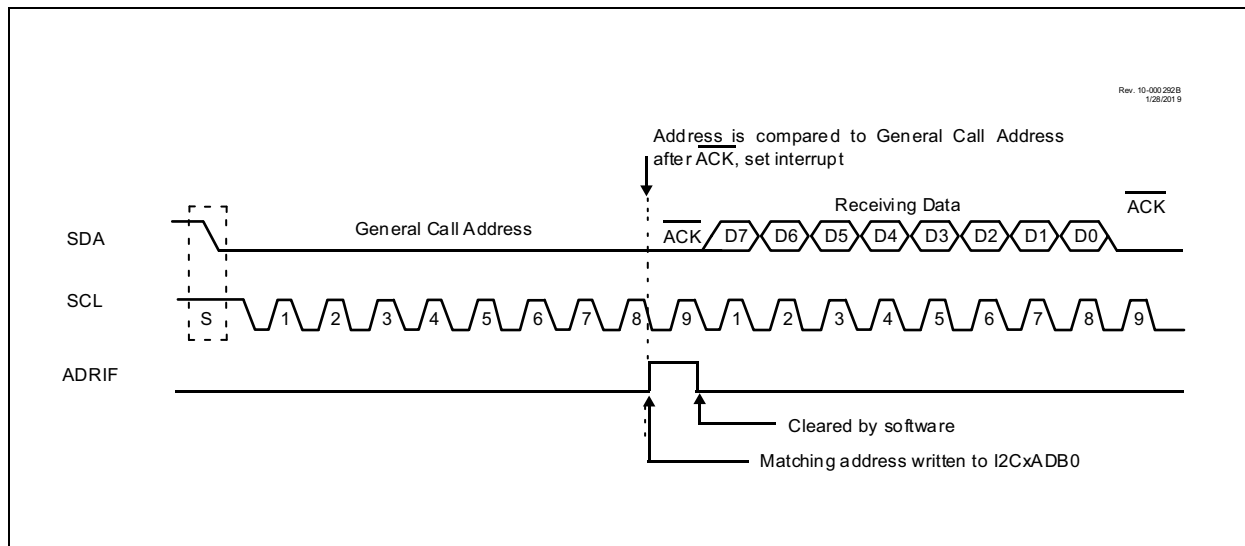 Rev. 10-000292B
1/28/2019
Address is compared to General Call Address
after ACK, set interrupt
Receiving Data
ACK
SDA
General Call Address
ACK
D7 D6 D5 D4 D3 D2 D1 D0
SCL
S
1 2 3 4 5 6 7 8 9 1 2 3 4 5 6 7 8 9
ADRIF
Cleared by software
Matching address written to I2CxADB0